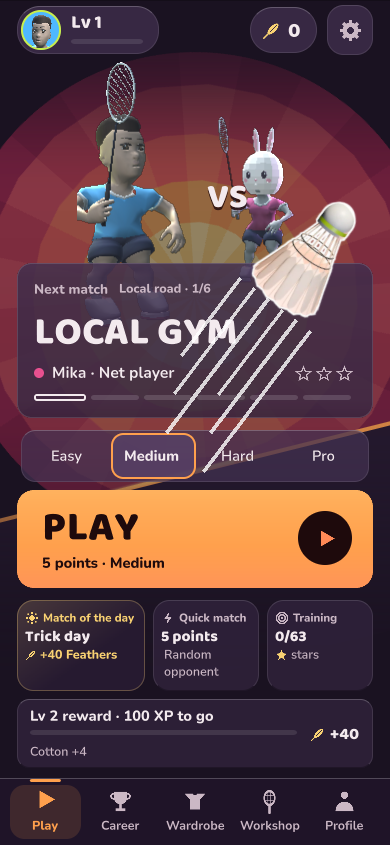 Lv 1
0
VS
Next match Local road · 1/6
LOCAL GYM
Mika · Net player
Easy Medium Hard Pro
PLAY
5 points · Medium
Match of the day
Trick day
+40 Feathers
Quick match
5 points
Random
opponent
Training
0/63
stars
Lv 2 reward · 100 XP to go
+40
Cotton +4
Play Career Wardrobe Workshop Profile